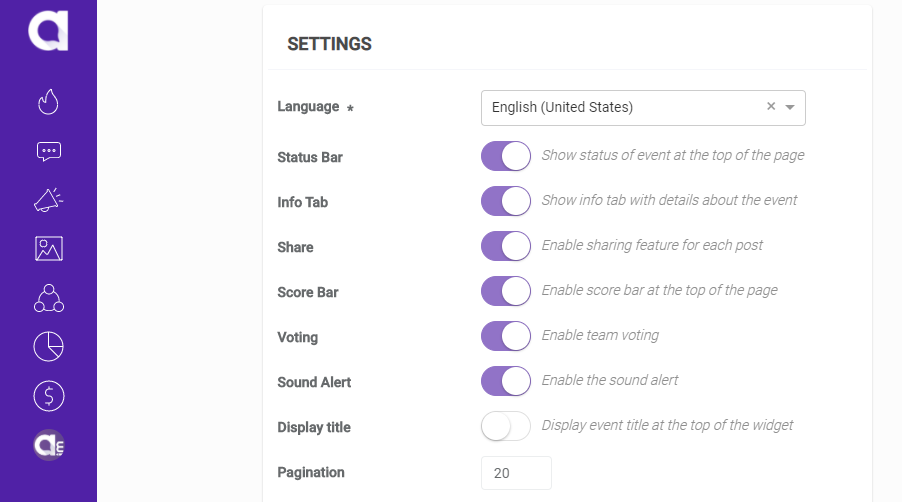 SETTINGS
Language *
English (United States) ×
Status Bar
Show status of event at the top of the page
Info Tab
Show info tab with details about the event
Share
Enable sharing feature for each post
Score Bar
Enable score bar at the top of the page
Voting
Enable team voting
Sound Alert
Enable the sound alert
Display title
Display event title at the top of the widget
Pagination
20